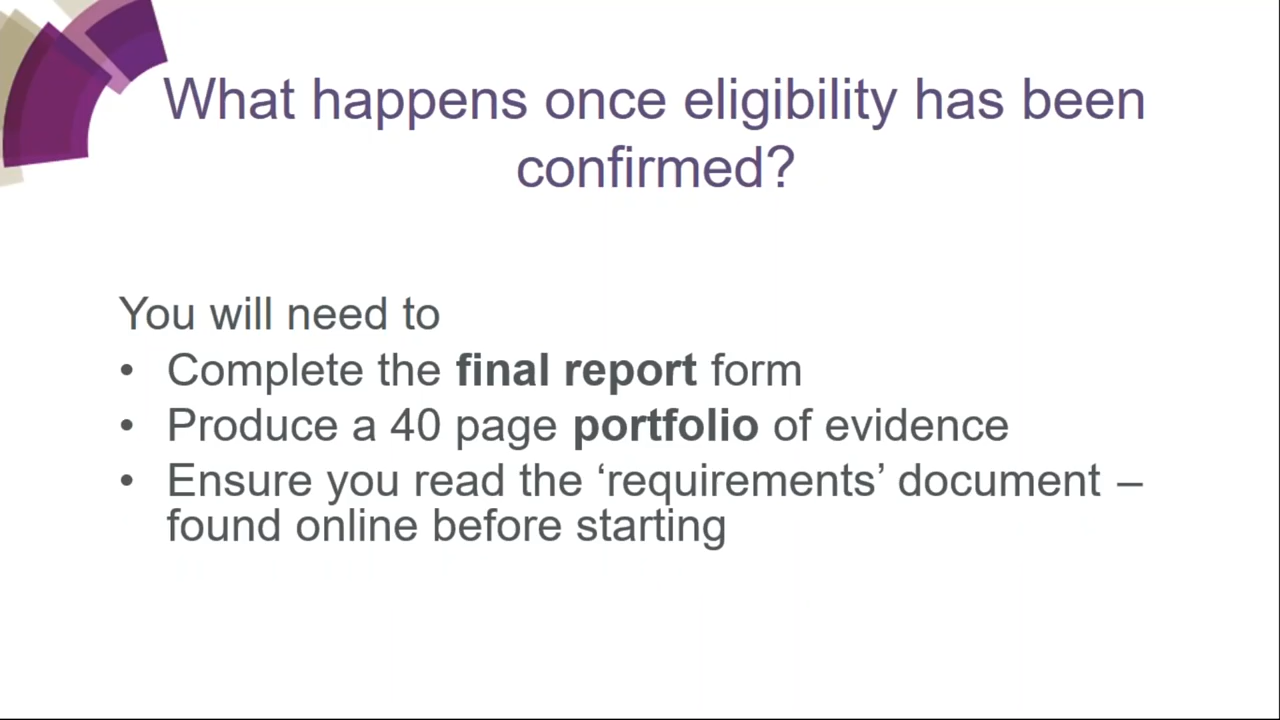 What happens once eligibility has been
confirmed?
You will need to
• Complete the final report form
• Produce a 40 page portfolio of evidence
• Ensure you read the ‘requirements’ document –
found online before starting